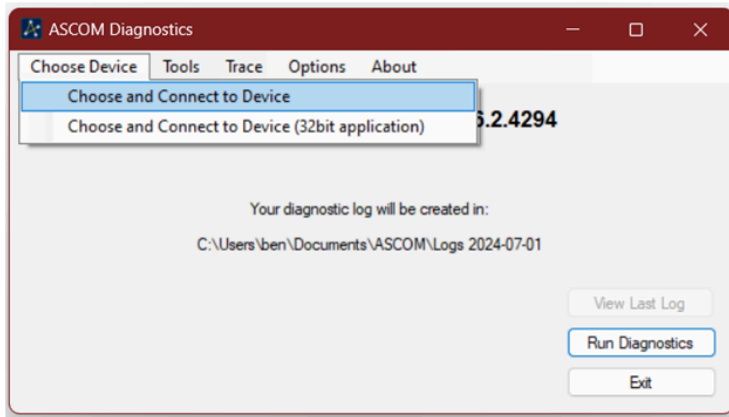 ASCOM Diagnostics
Choose Device Tools Trace Options About
Choose and Connect to Device
Choose and Connect to Device (32bit application)
6.2.4294
Your diagnostic log will be created in:
C:\Users\ben\Documents\ASCOM\Logs 2024-07-01
View Last Log
Run Diagnostics
Exit